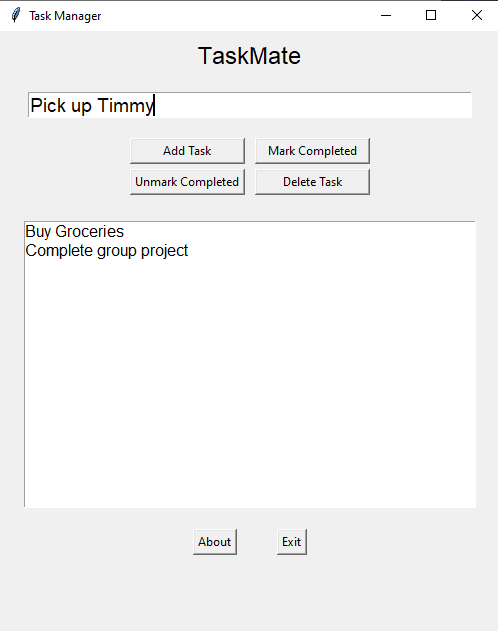 Task Manager
TaskMate
Pick up Timmy
Add Task
Mark Completed
Unmark Completed
Delete Task
Buy Groceries
Complete group project
About
Exit